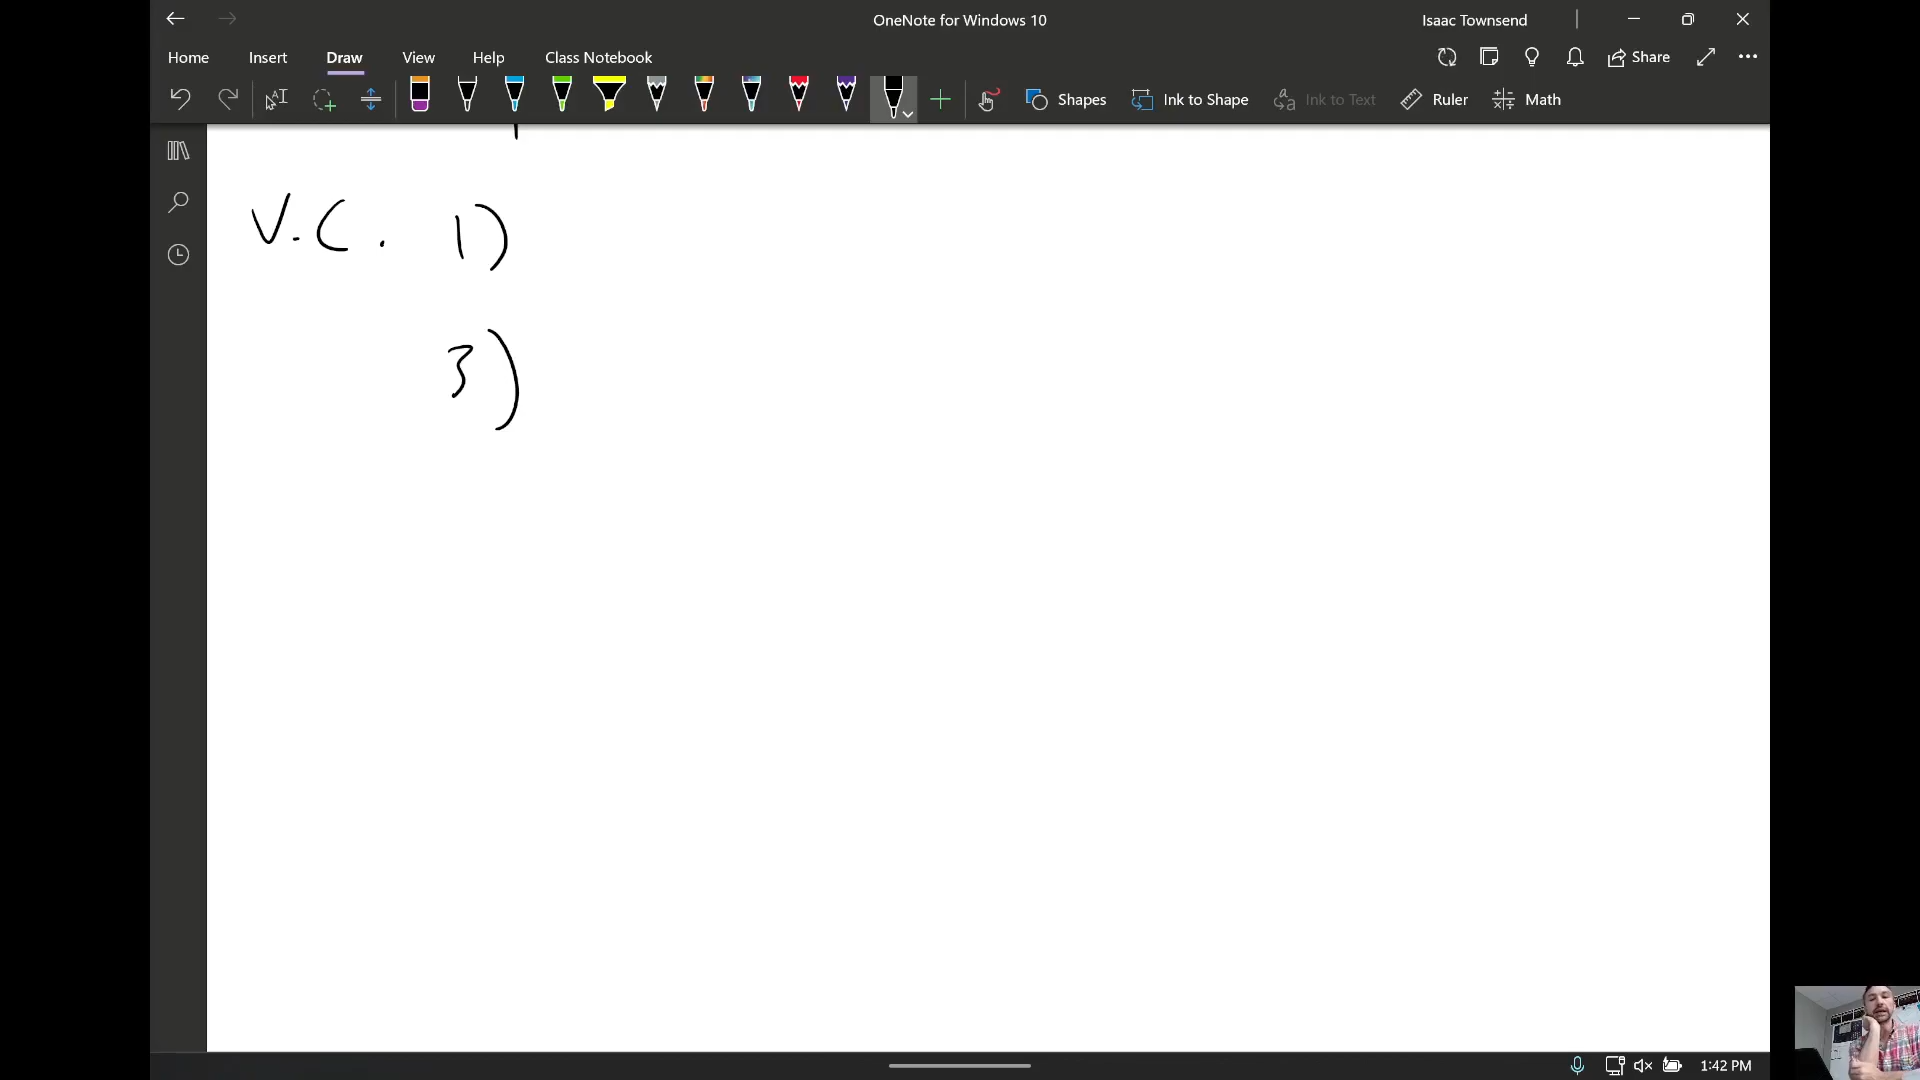 OneNote for Windows 10
Isaac Townsend
Home Insert Draw View Help Class Notebook
Share
Shapes Ink to Shape Ink to Text Ruler Math
V.C. 1)
3)
1:42 PM